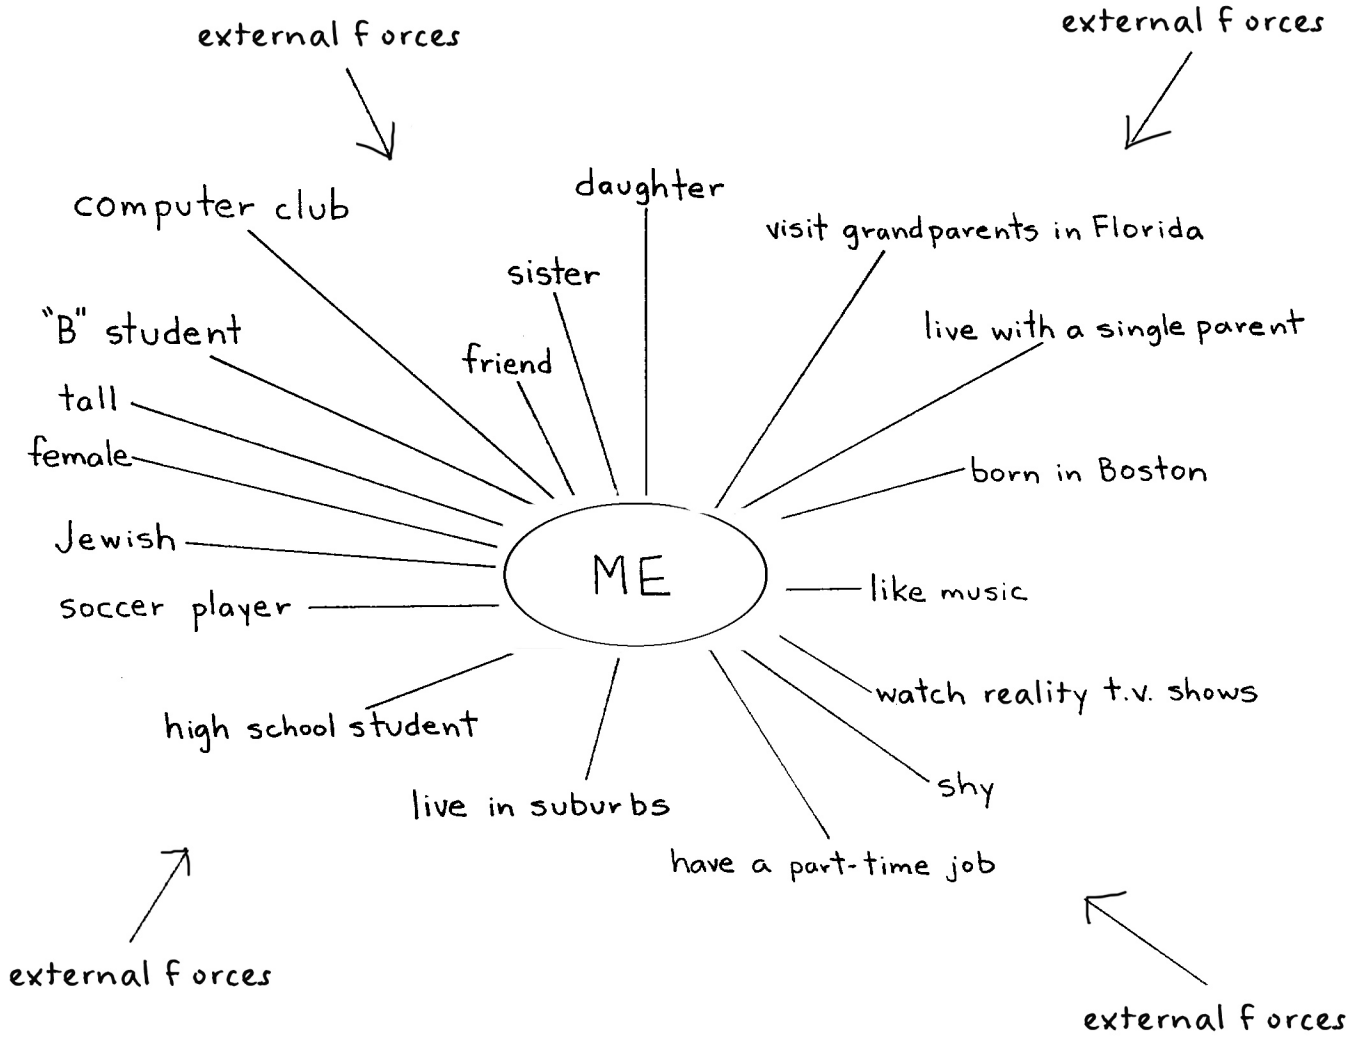 external forces
external forces
daughter
computer club
visit grandparents in Florida
sister
"B" student
live with a single parent
friend
tall
female
born in Boston
Jewish
ME
like music
soccer player
watch reality t.v. shows
high school student
shy
live in suburbs
have a part-time job
external forces
external forces